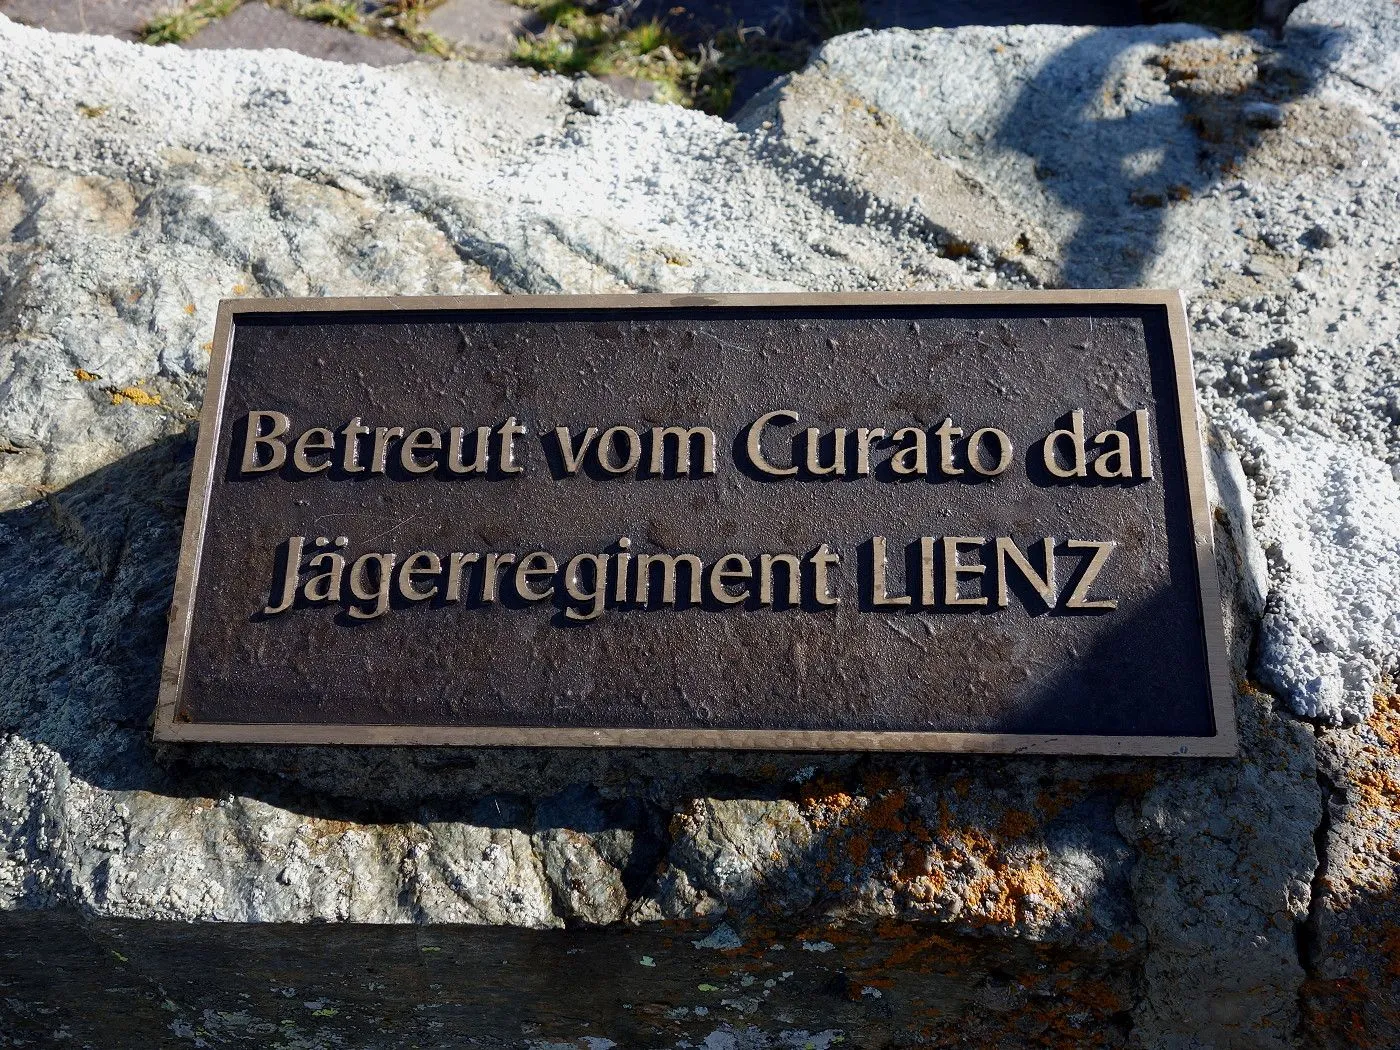 Betreut vom Curato dal
Jägerregiment LIENZ